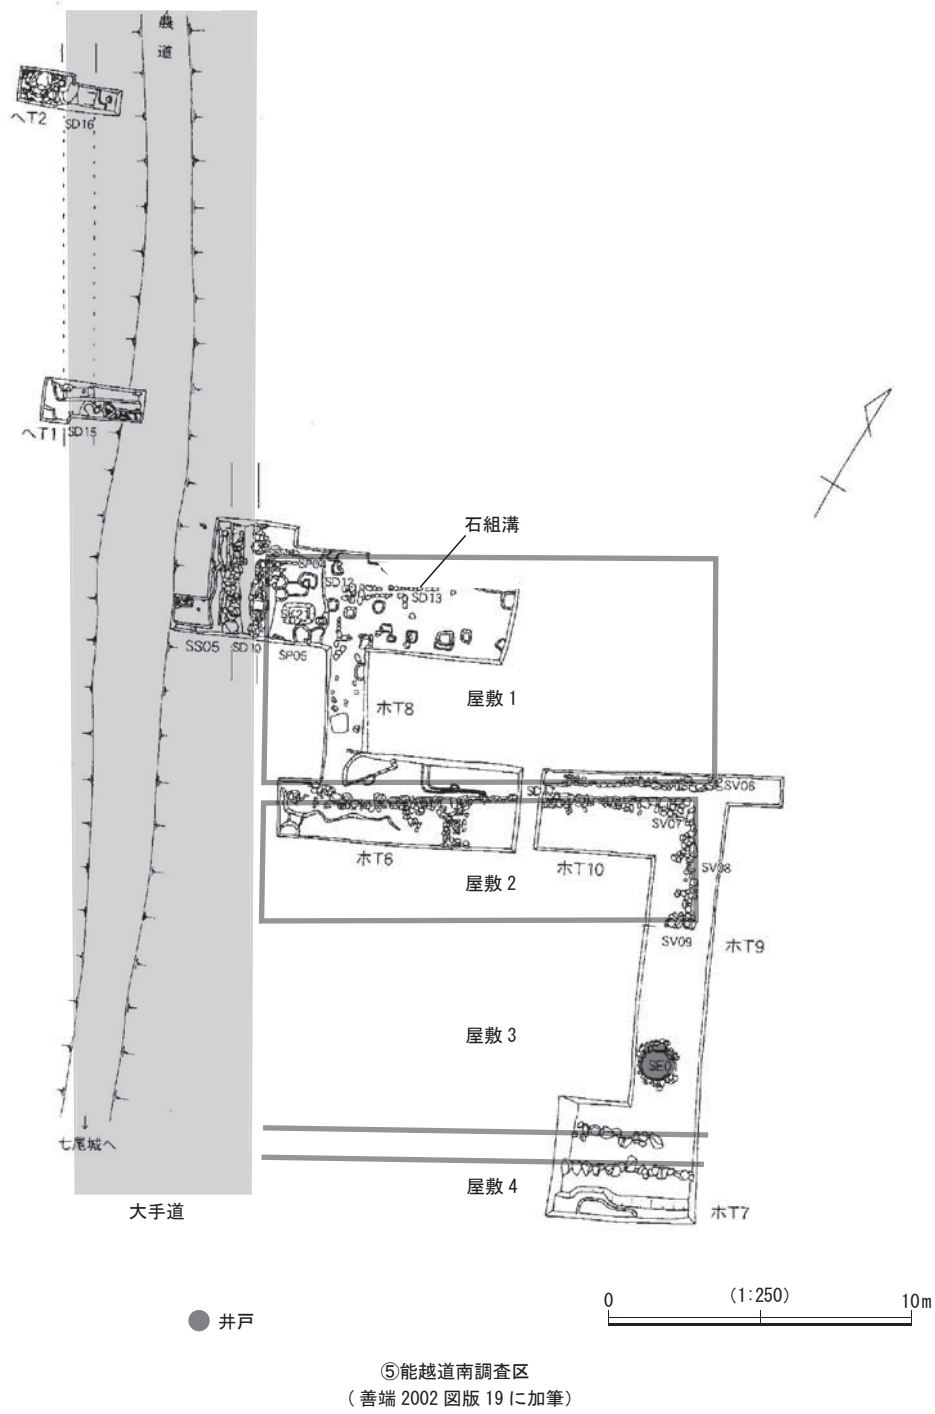 農道
ヘT2
SD16
ヘT1
SD15
石組溝
SD12
SD13
SK21
SS05
SD10
SP05
ホT8
屋敷 1
SV06
SV07
ホT6
ホT10
屋敷 2
SV08
SV09
ホT9
屋敷 3
七尾城へ
屋敷 4
大手道
ホT7
井戸
0
(1:250)
10m
⑤能越道南調査区
( 善端 2002 図版 19 に加筆)